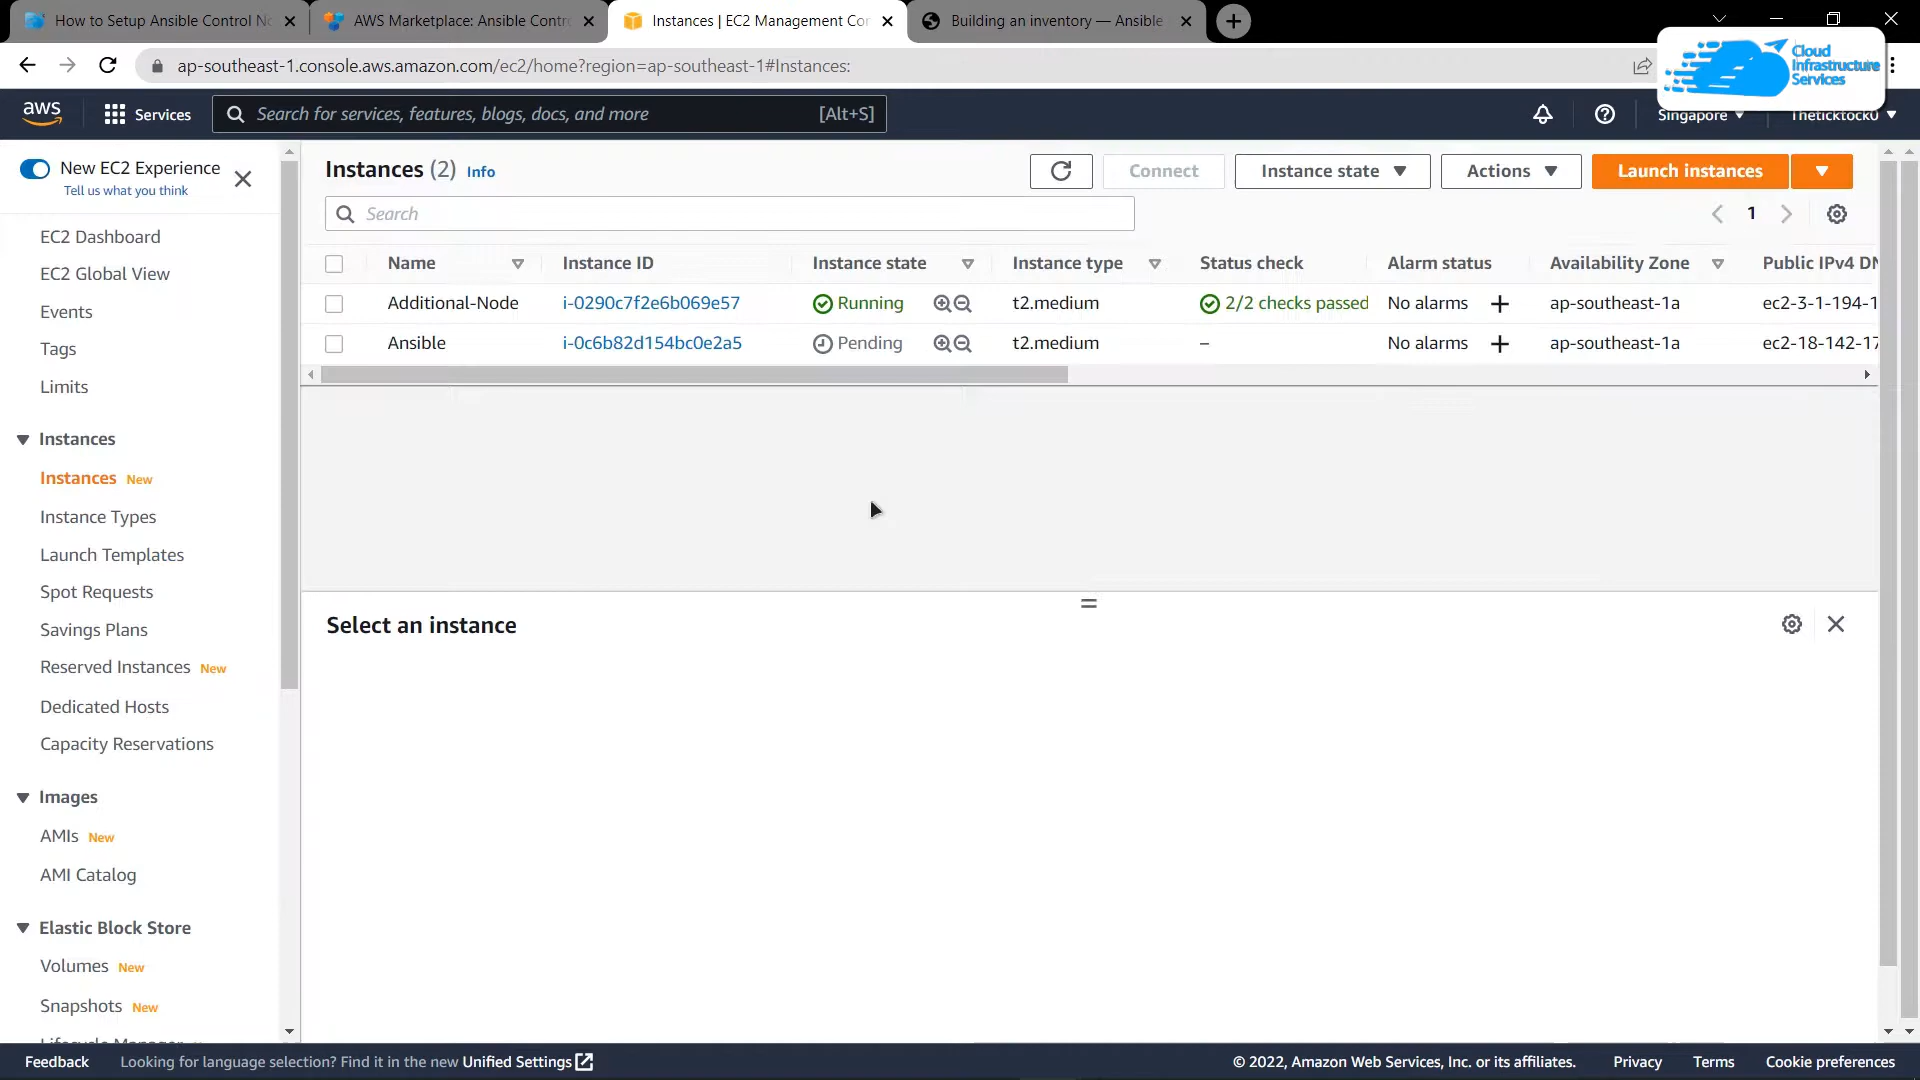 How to Setup Ansible Control No
AWS Marketplace: Ansible Contro
Instances | EC2 Management Con
Building an inventory — Ansible
ap-southeast-1.console.aws.amazon.com/ec2/home?region=ap-southeast-1#Instances:
Cloud
Infrastructure
Services
aws
Services
Search for services, features, blogs, docs, and more
[Alt+S]
Singapore
Theticktock0
New EC2 Experience
Tell us what you think
EC2 Dashboard
EC2 Global View
Events
Tags
Limits
Instances
Instances New
Instance Types
Launch Templates
Spot Requests
Savings Plans
Reserved Instances New
Dedicated Hosts
Capacity Reservations
Images
AMIs New
AMI Catalog
Elastic Block Store
Volumes New
Snapshots New
Instances (2) Info
Connect
Instance state
Actions
Launch instances
Search
1
Name Instance ID Instance state Instance type Status check Alarm status Availability Zone Public IPv4 DN
Additional-Node i-0290c7f2e6b069e57 Running t2.medium 2/2 checks passed No alarms + ap-southeast-1a ec2-3-1-194-1
Ansible i-0c6b82d154bc0e2a5 Pending t2.medium – No alarms + ap-southeast-1a ec2-18-142-17
Select an instance
Feedback
Looking for language selection? Find it in the new Unified Settings
© 2022, Amazon Web Services, Inc. or its affiliates.
Privacy
Terms
Cookie preferences